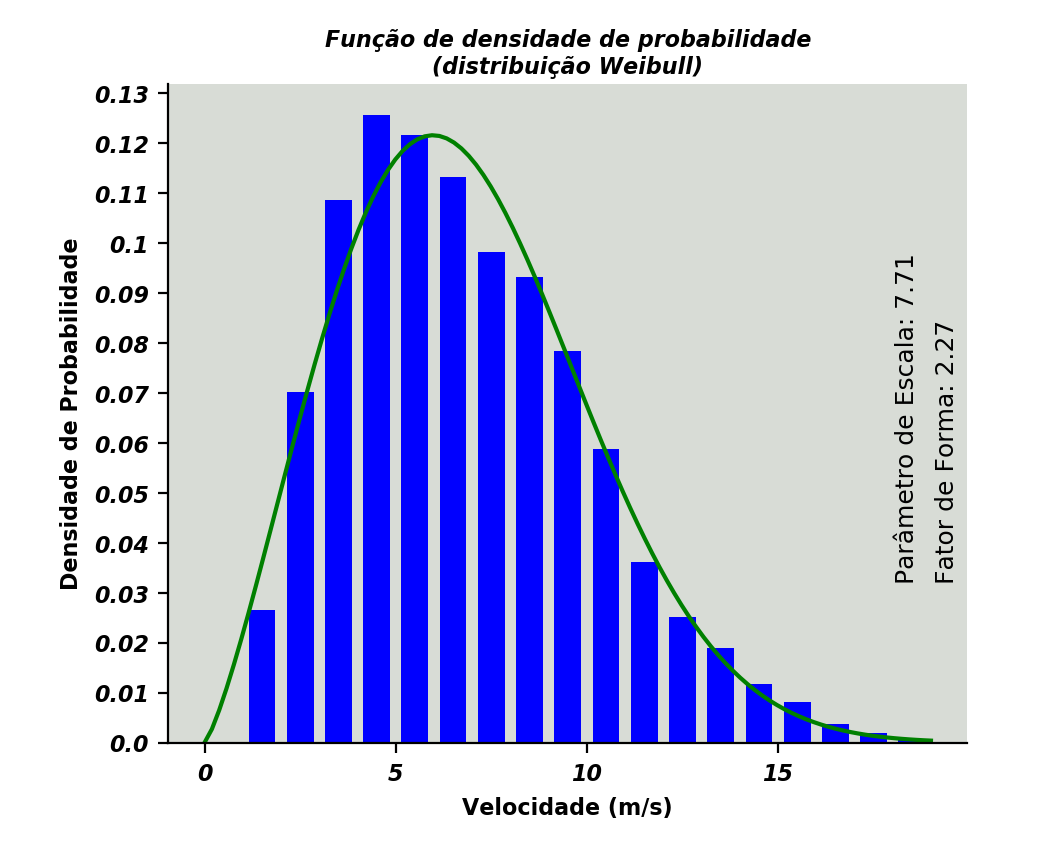 Função de densidade de probabilidade
(distribuição Weibull)
0.13
0.12
0.11
0.1
0.09
0.08
0.07
0.06
0.05
0.04
0.03
0.02
0.01
0.0
Densidade de Probabilidade
Parâmetro de Escala: 7.71
Fator de Forma: 2.27
0 5 10 15
Velocidade (m/s)